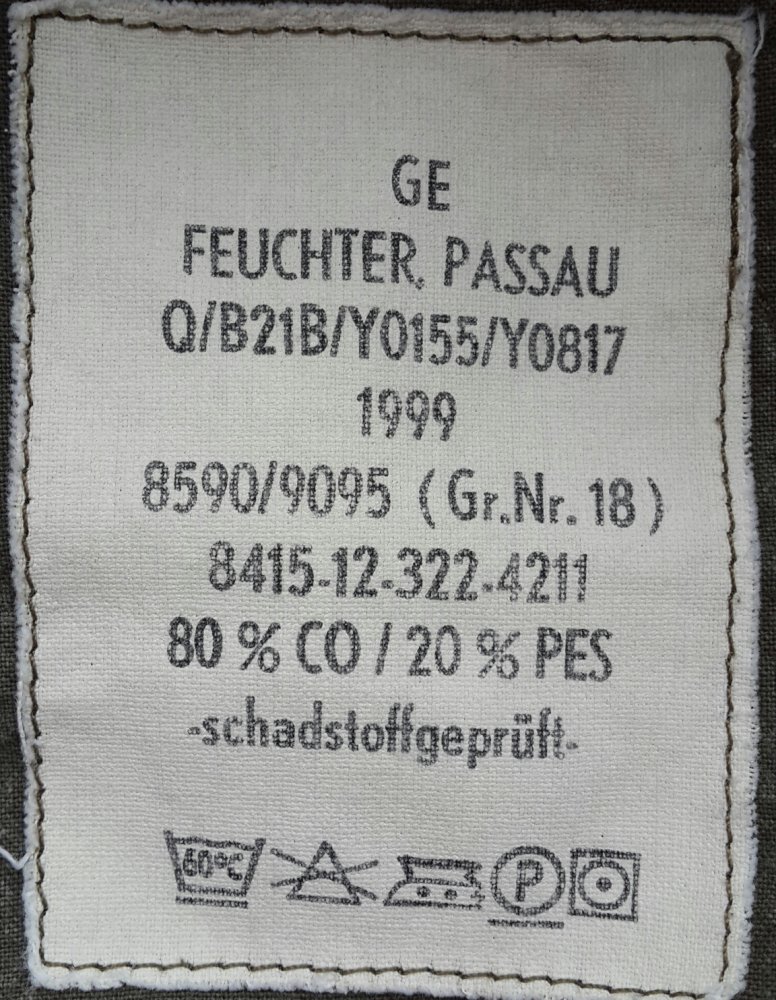 GE
FEUCHTER, PASSAU
Q/B21B/Y0155/Y0817
1999
8590/9095 (Gr.Nr. 18)
8415-12-322-4211
80 % CO / 20 % PES
-schadstoffgeprüft-
60°C P